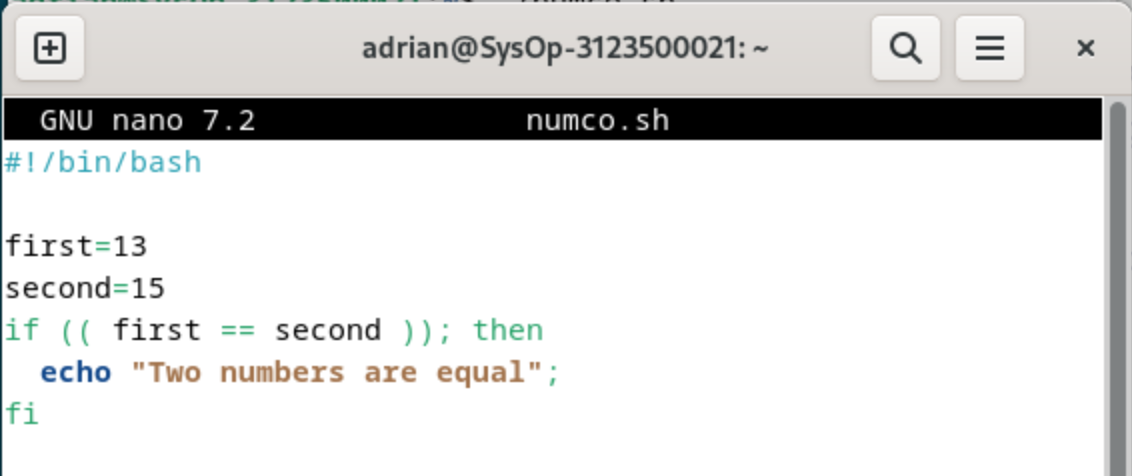 adrian@SysOp-3123500021: ~
GNU nano 7.2 numco.sh
#!/bin/bash
first=13
second=15
if (( first == second )); then
echo "Two numbers are equal";
fi